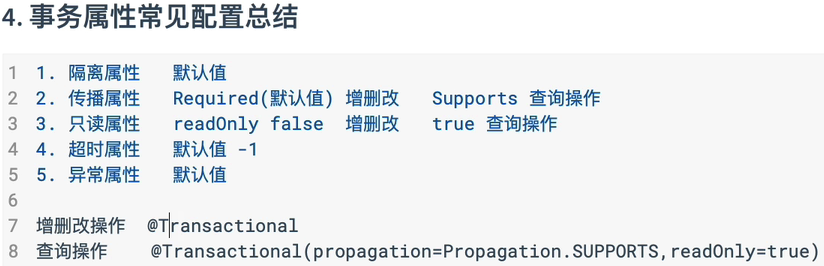 4. 事务属性常见配置总结
1 1. 隔离属性 默认值
2 2. 传播属性 Required(默认值) 增删改 Supports 查询操作
3 3. 只读属性 readOnly false 增删改 true 查询操作
4 4. 超时属性 默认值 -1
5 5. 异常属性 默认值
6
7 增删改操作 @Transactional
8 查询操作 @Transactional(propagation=Propagation.SUPPORTS,readOnly=true)